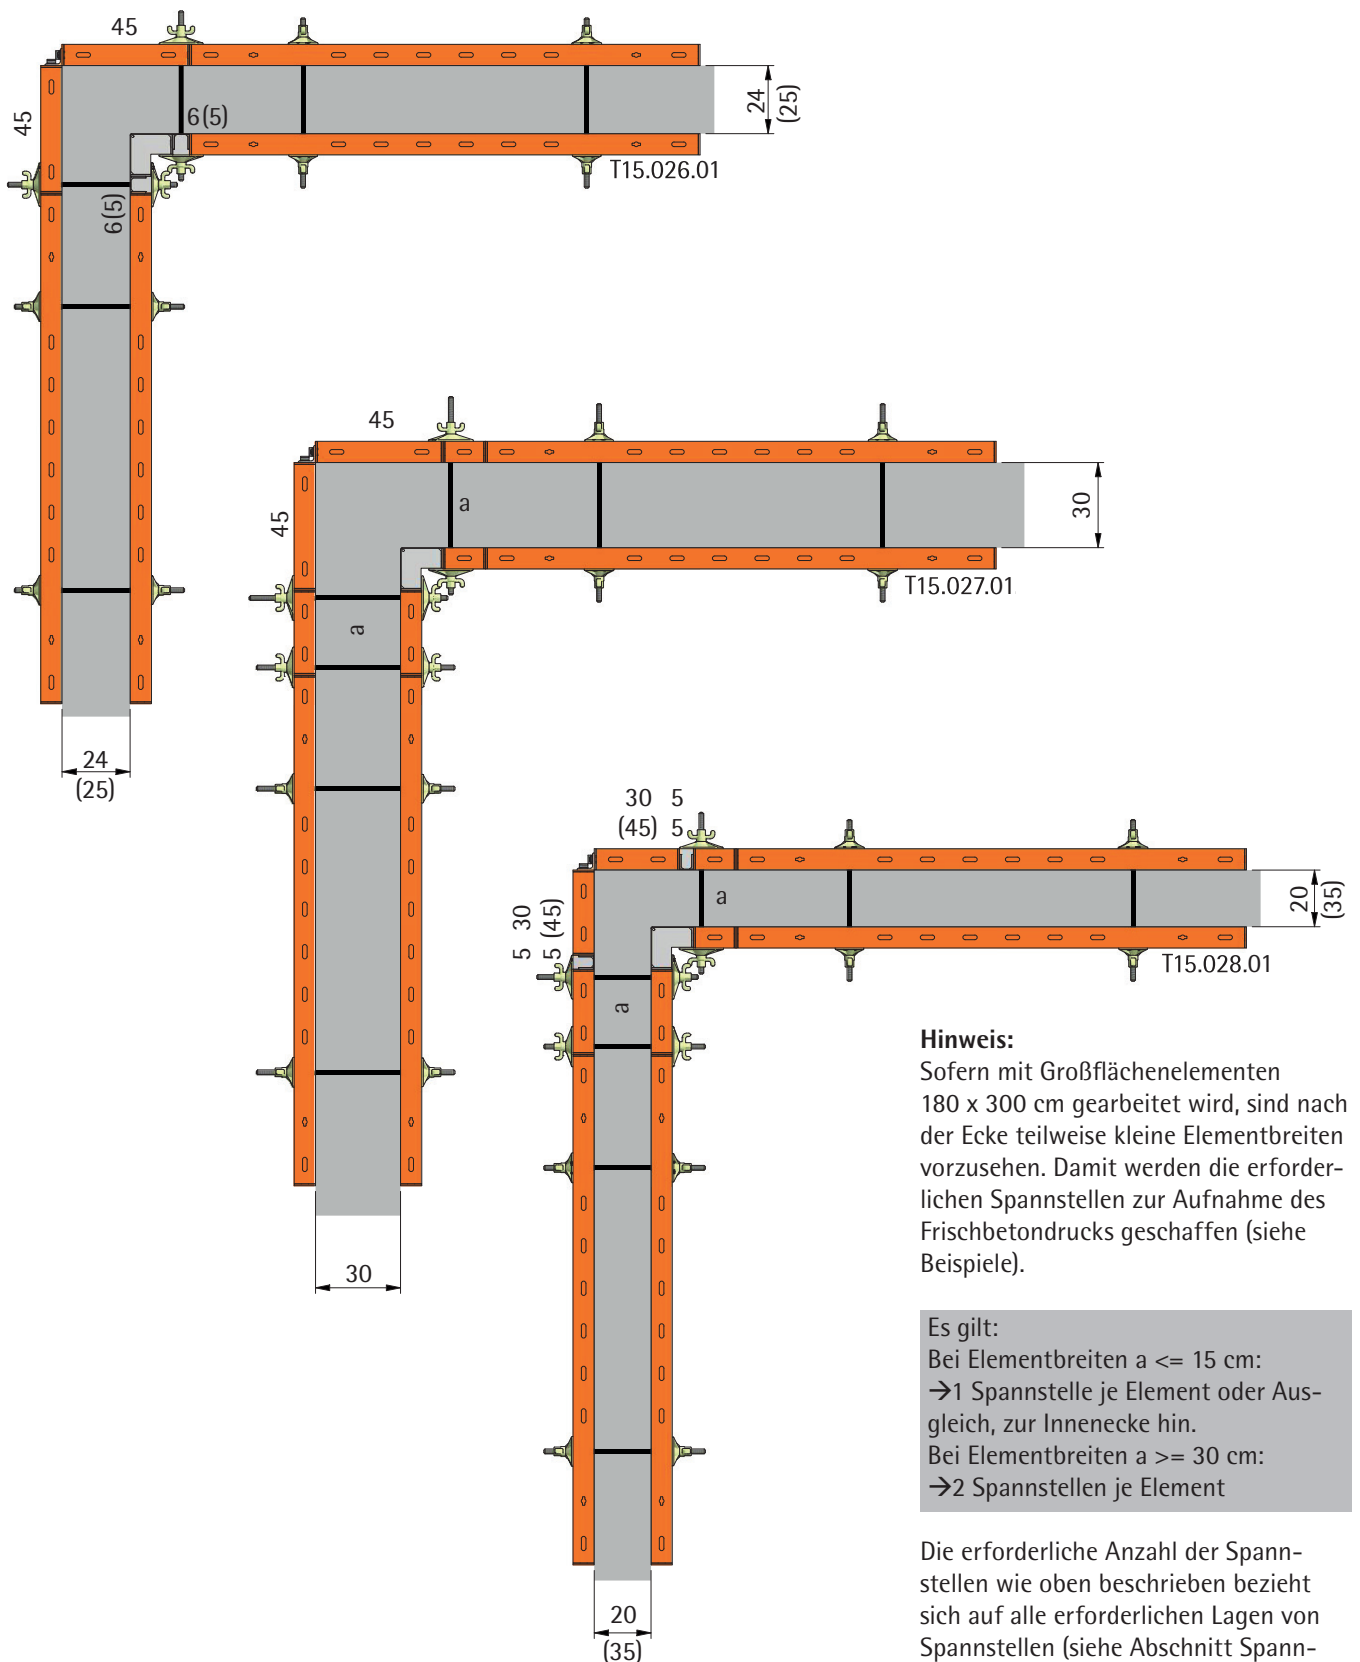 45
6(5)
24
(25)
T15.026.01
45
6(5)
24
(25)
45
a
30
T15.027.01
45
a
30
30 5
(45) 5
a
20
(35)
T15.028.01
5 30
5 (45)
a
20
(35)
Hinweis:
Sofern mit Großflächenelementen
180 x 300 cm gearbeitet wird, sind nach
der Ecke teilweise kleine Elementbreiten
vorzusehen. Damit werden die erforder-
lichen Spannstellen zur Aufnahme des
Frischbetondrucks geschaffen (siehe
Beispiele).
Es gilt:
Bei Elementbreiten a <= 15 cm:
→1 Spannstelle je Element oder Aus-
gleich, zur Innenecke hin.
Bei Elementbreiten a >= 30 cm:
→2 Spannstellen je Element
Die erforderliche Anzahl der Spann-
stellen wie oben beschrieben bezieht
sich auf alle erforderlichen Lagen von
Spannstellen (siehe Abschnitt Spann-